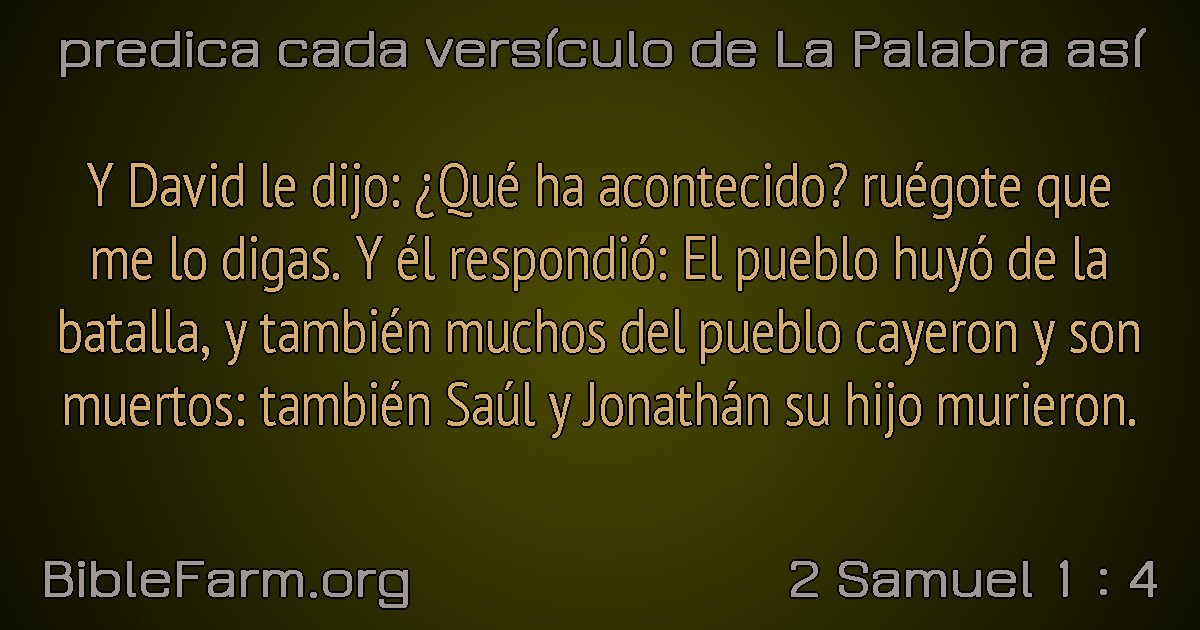 predica cada versículo de La Palabra así
Y David le dijo: ¿Qué ha acontecido? ruégote que
me lo digas. Y él respondió: El pueblo huyó de la
batalla, y también muchos del pueblo cayeron y son
muertos: también Saúl y Jonathán su hijo murieron.
BibleFarm.org
2 Samuel 1 : 4